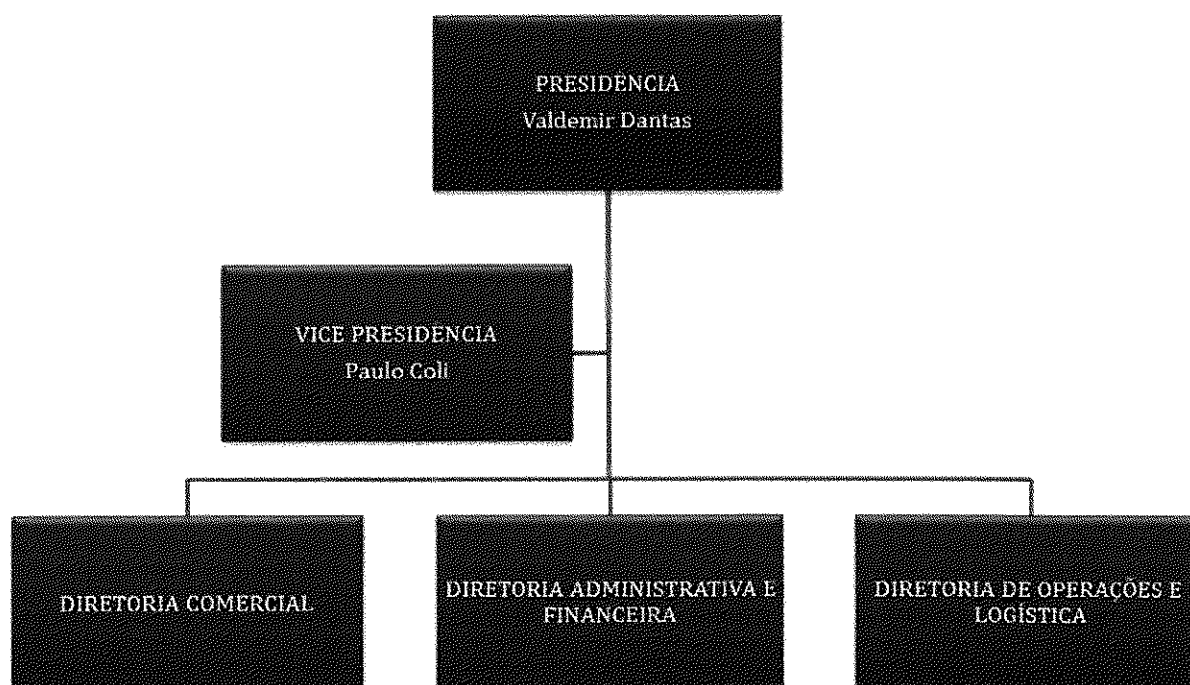 PRESIDÊNCIA
Valdemir Dantas
VICE PRESIDENCIA
Paulo Coli
DIRETORIA COMERCIAL
DIRETORIA ADMINISTRATIVA E
FINANCEIRA
DIRETORIA DE OPERAÇÕES E
LOGÍSTICA